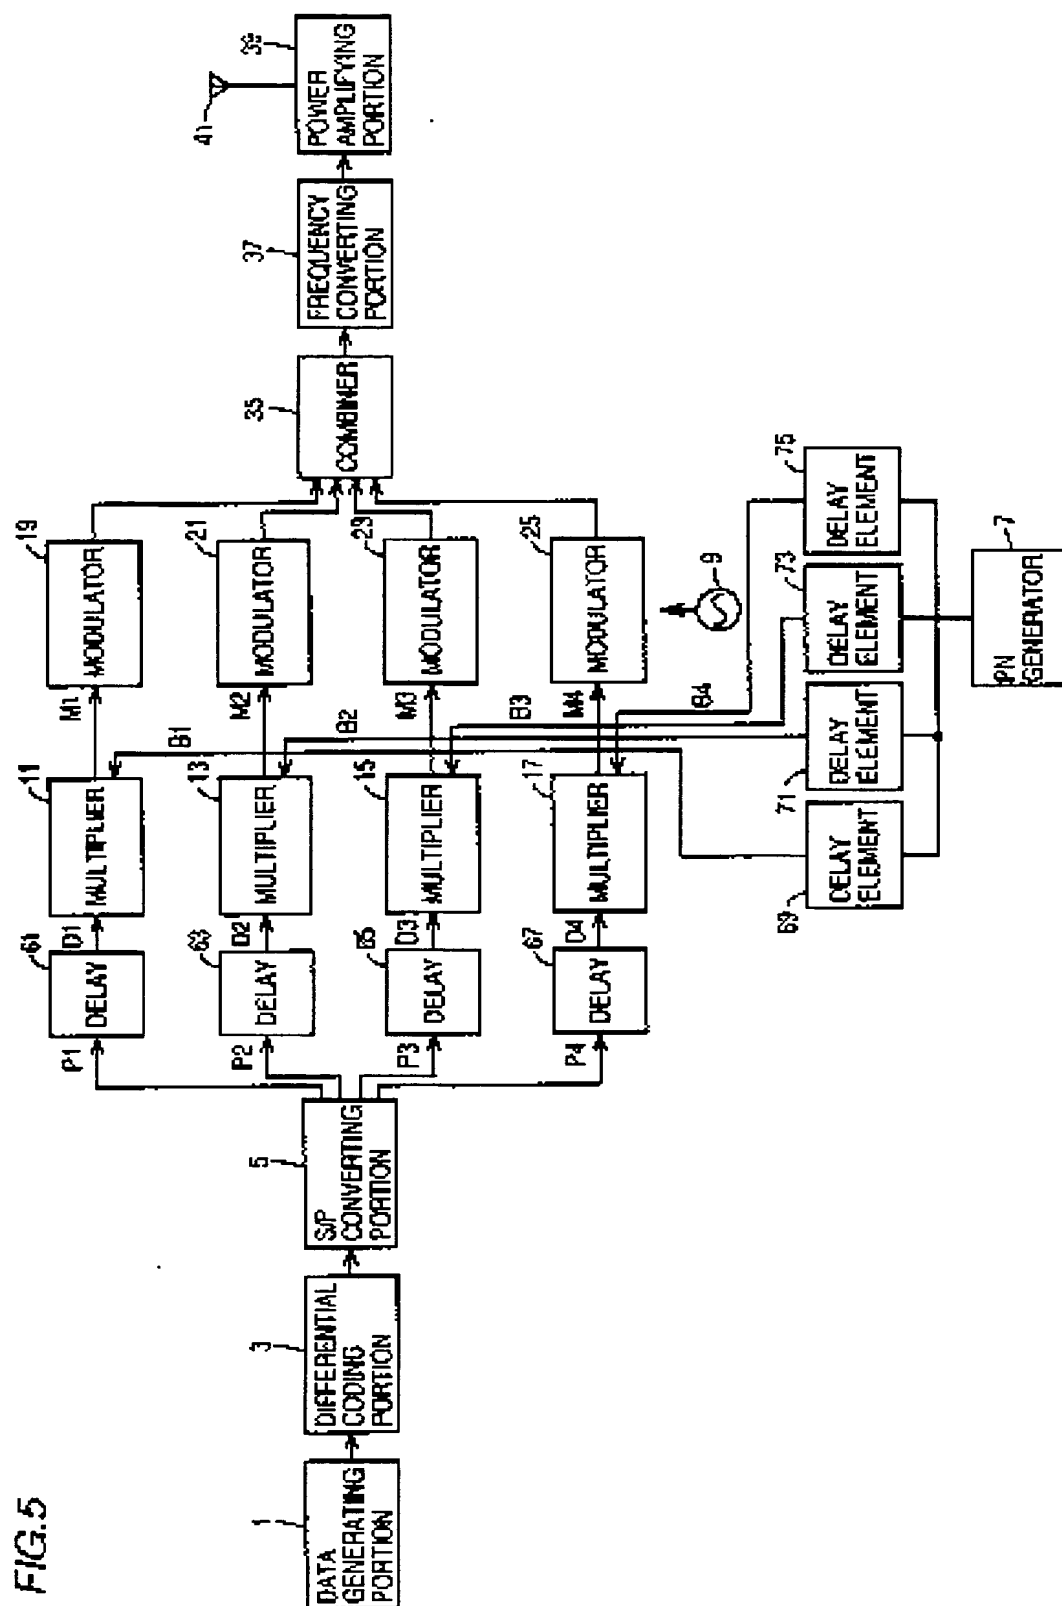 FIG.5
1
DATA
GENERATING
PORTION
3
DIFFERENTIAL
CODING
PORTION
5
S/P
CONVERTING
PORTION
P1
61
DELAY
D1
11
MULTIPLIER
B1
M1
19
MODULATOR
P2
63
DELAY
D2
13
MULTIPLIER
B2
M2
21
MODULATOR
P3
65
DELAY
D3
15
MULTIPLIER
B3
M3
23
MODULATOR
P4
67
DELAY
D4
17
MULTIPLIER
B4
M4
25
MODULATOR
35
COMBINER
37
FREQUENCY
CONVERTING
PORTION
39
POWER
AMPLIFYING
PORTION
41
9
69
DELAY
ELEMENT
71
DELAY
ELEMENT
73
DELAY
ELEMENT
75
DELAY
ELEMENT
7
PN
GENERATOR